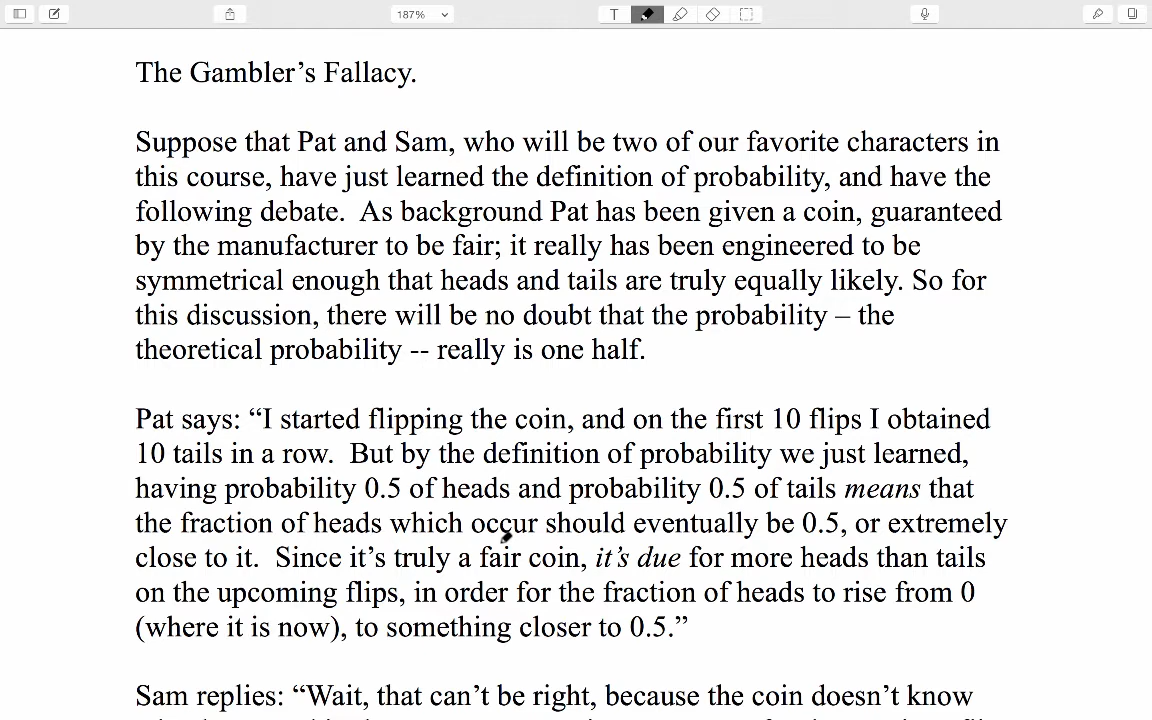 187%
T
The Gambler’s Fallacy.
Suppose that Pat and Sam, who will be two of our favorite characters in
this course, have just learned the definition of probability, and have the
following debate.  As background Pat has been given a coin, guaranteed
by the manufacturer to be fair; it really has been engineered to be
symmetrical enough that heads and tails are truly equally likely. So for
this discussion, there will be no doubt that the probability – the
theoretical probability -- really is one half.
Pat says: “I started flipping the coin, and on the first 10 flips I obtained
10 tails in a row.  But by the definition of probability we just learned,
having probability 0.5 of heads and probability 0.5 of tails means that
the fraction of heads which occur should eventually be 0.5, or extremely
close to it.  Since it’s truly a fair coin, it’s due for more heads than tails
on the upcoming flips, in order for the fraction of heads to rise from 0
(where it is now), to something closer to 0.5.”
Sam replies: “Wait, that can’t be right, because the coin doesn’t know